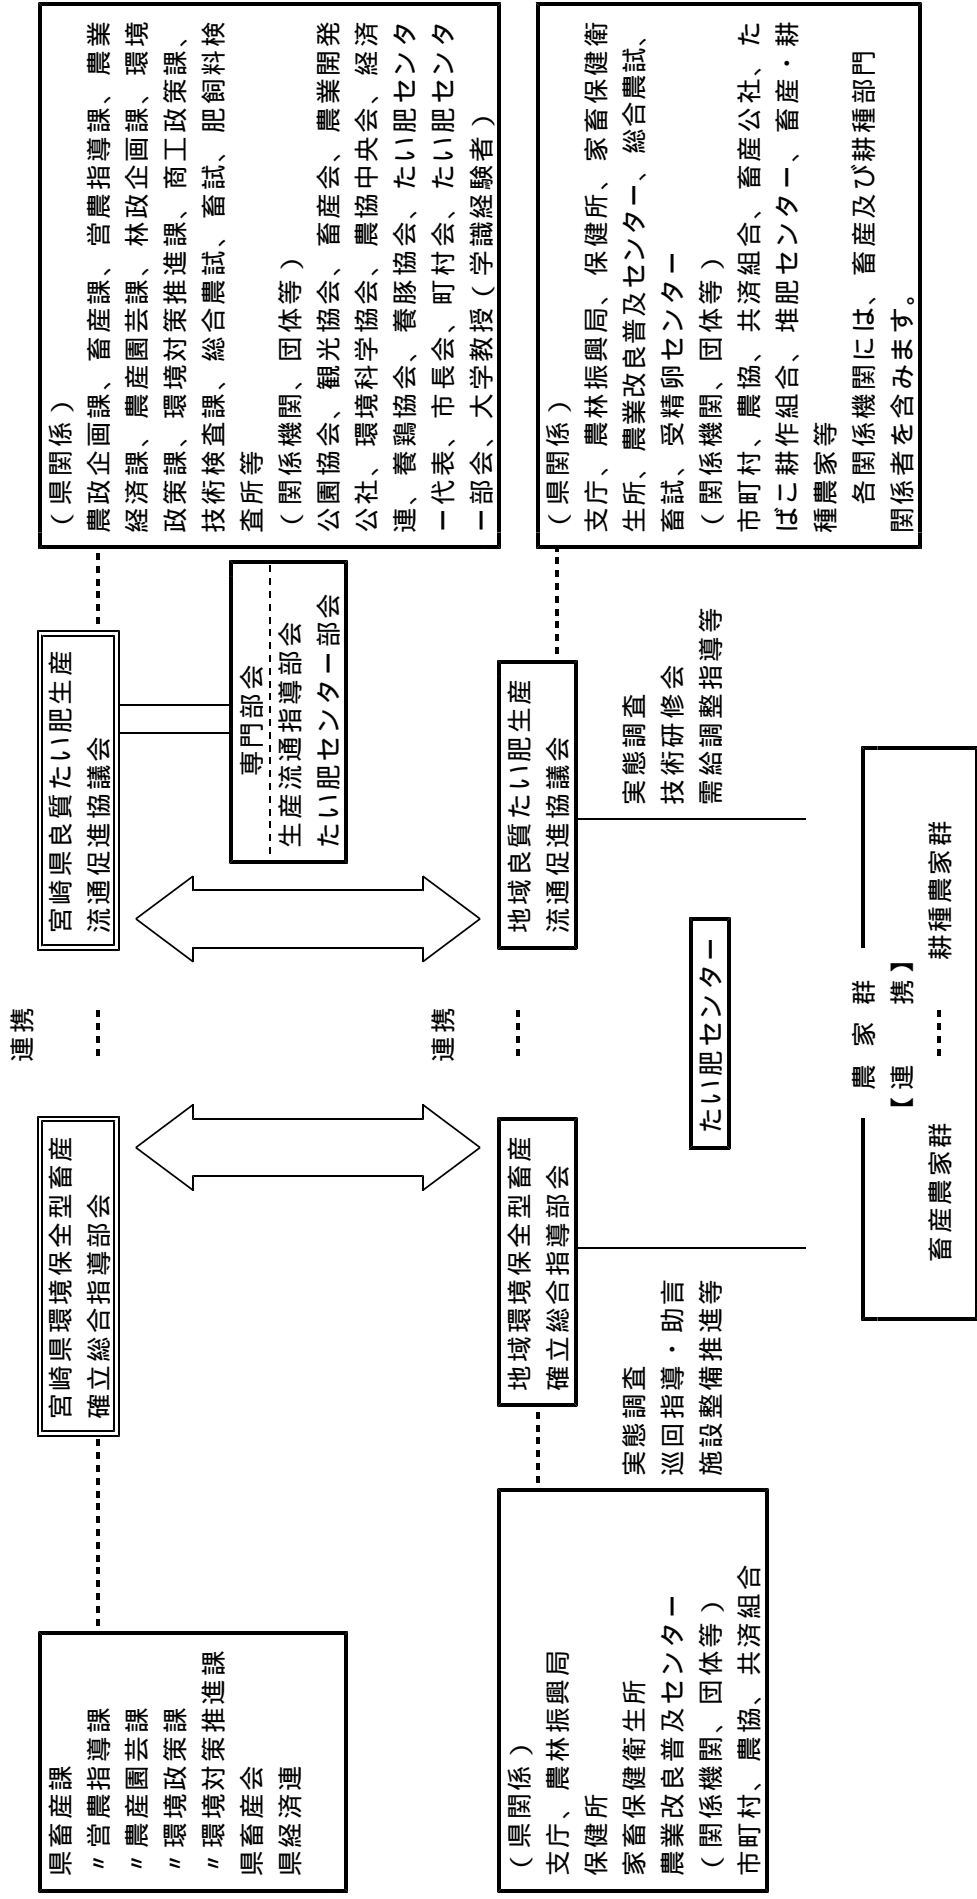 県畜産課
〃営農指導課
〃農産園芸課
〃環境政策課
〃環境対策推進課
県畜産会
県経済連
宮崎県環境保全型畜産
確立総合指導部会
連携
宮崎県良質たい肥生産
流通促進協議会
(県関係)
農政企画課、畜産課、営農指導課、農業
経済課、農産園芸課、林政企画課、環境
政策課、環境対策推進課、商工政策課、
技術検査課、総合農試、畜試、肥飼料検
査所等
(関係機関、団体等)
公園協会、観光協会、畜産会、農業開発
公社、環境科学協会、農協中央会、経済
連、養鶏協会、養豚協会、たい肥センタ
ー代表、市長会、町村会、たい肥センタ
ー部会、大学教授(学識経験者)
専門部会
生産流通指導部会
たい肥センター部会
(県関係)
支庁、農林振興局
保健所
家畜保健衛生所
農業改良普及センター
(関係機関、団体等)
市町村、農協、共済組合
地域環境保全型畜産
確立総合指導部会
連携
地域良質たい肥生産
流通促進協議会
(県関係)
支庁、農林振興局、保健所、家畜保健衛
生所、農業改良普及センター、総合農試、
畜試、受精卵センター
(関係機関、団体等)
市町村、農協、共済組合、畜産公社、た
ばこ耕作組合、堆肥センター、畜産・耕
種農家等
各関係機関には、畜産及び耕種部門
関係者を含みます。
実態調査
巡回指導・助言
施設整備推進等
実態調査
技術研修会
需給調整指導等
たい肥センター
農家群
【連携】
畜産農家群
耕種農家群